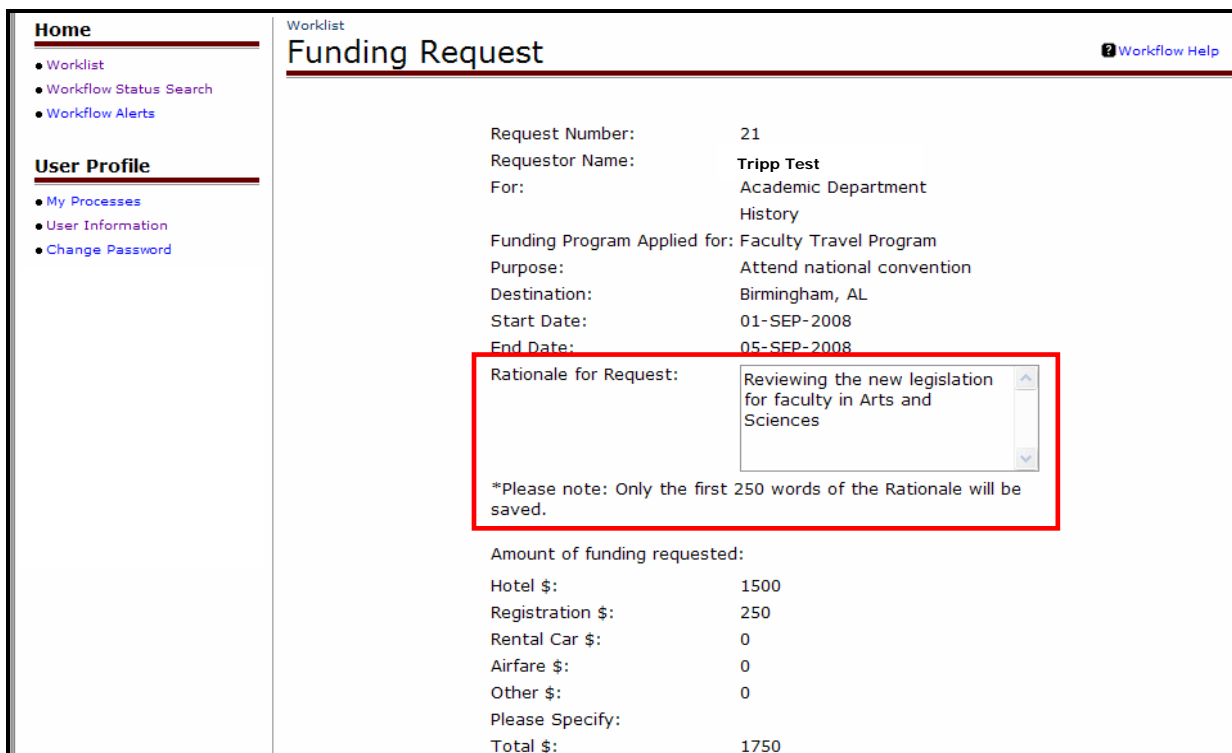 Home
Worklist
Workflow Status Search
Workflow Alerts
User Profile
My Processes
User Information
Change Password
Worklist
Funding Request
? Workflow Help
Request Number: 21
Requestor Name: Tripp Test
For: Academic Department
History
Funding Program Applied for: Faculty Travel Program
Purpose: Attend national convention
Destination: Birmingham, AL
Start Date: 01-SEP-2008
End Date: 05-SEP-2008
Rationale for Request: Reviewing the new legislation
for faculty in Arts and
Sciences
*Please note: Only the first 250 words of the Rationale will be
saved.
Amount of funding requested:
Hotel $: 1500
Registration $: 250
Rental Car $: 0
Airfare $: 0
Other $: 0
Please Specify:
Total $: 1750